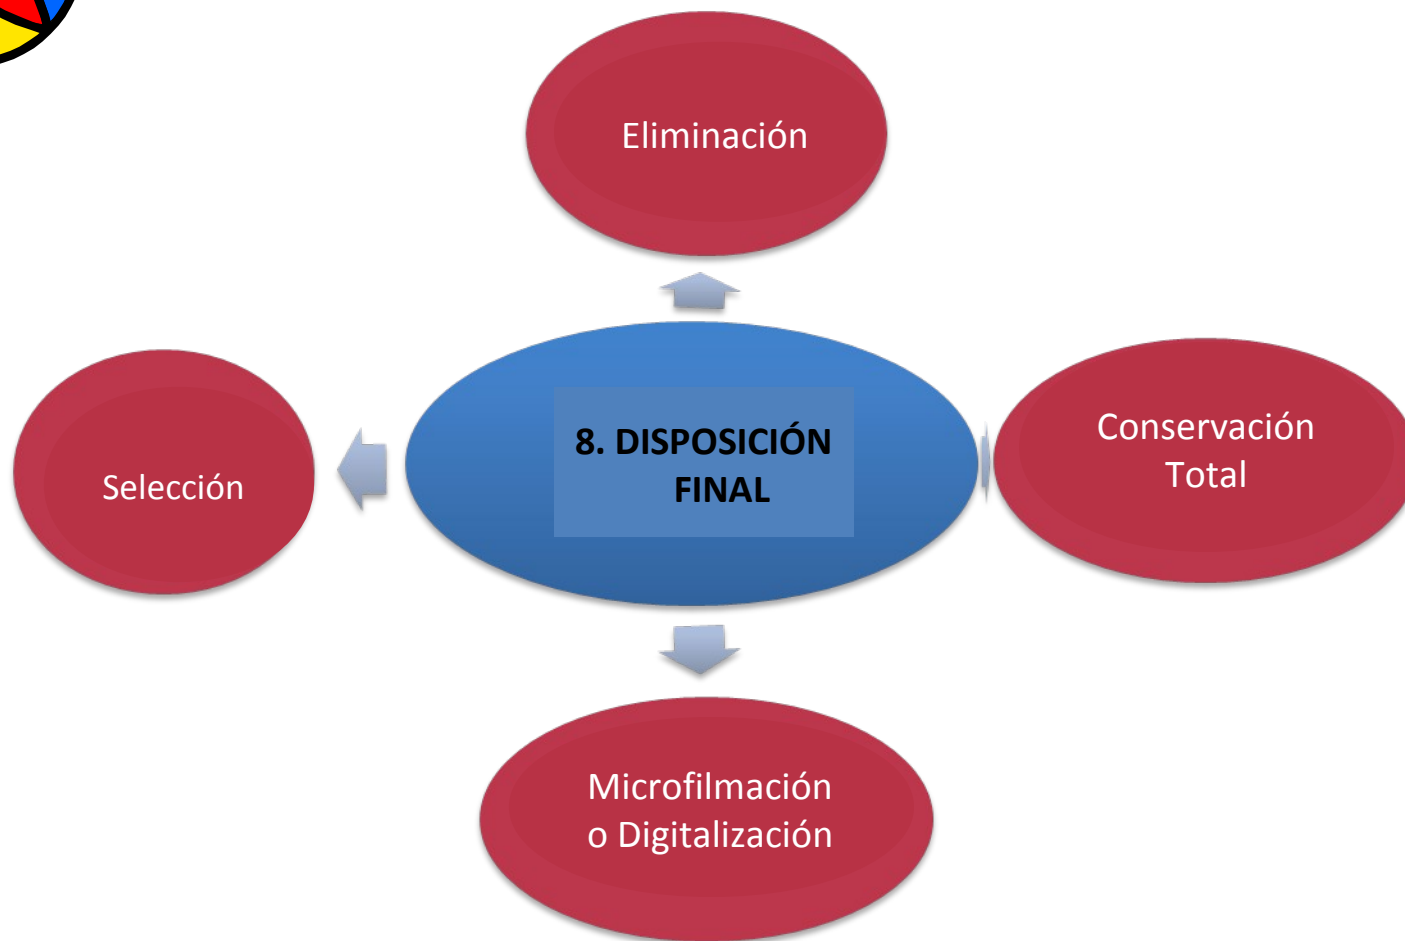 Eliminación
Selección
8. DISPOSICIÓN
FINAL
Conservación
Total
Microfilmación
o Digitalización